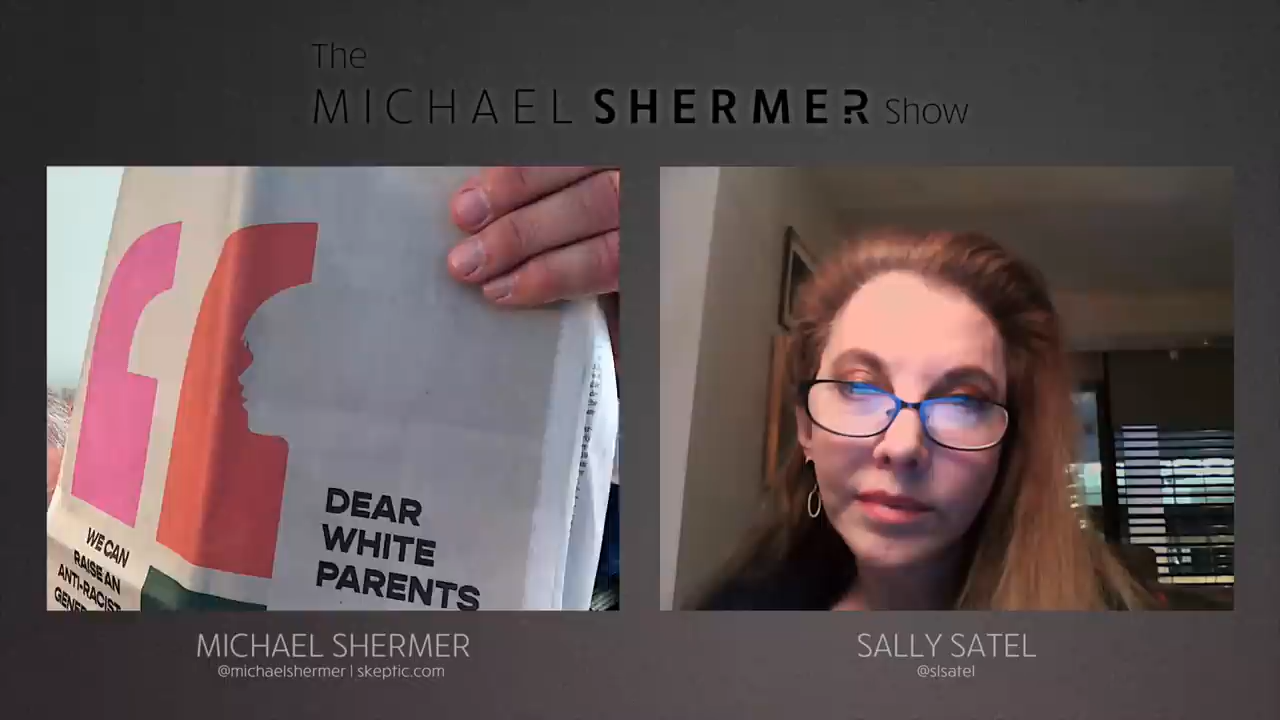 The
MICHAEL SHERMER Show
WE CAN
RAISE AN
ANTI-RACIST
DEAR
WHITE
PARENTS
MICHAEL SHERMER
@michaelshermer | skeptic.com
SALLY SATEL
@slsatel